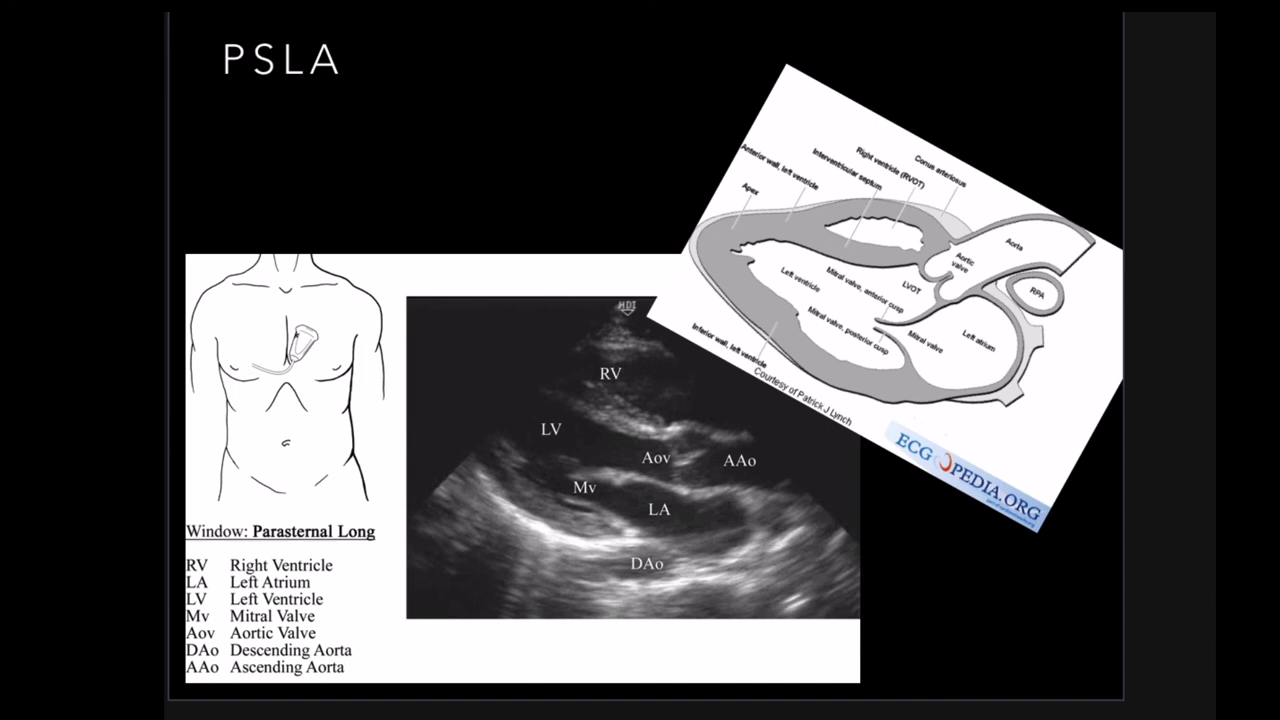 PSLA
Window: Parasternal Long
RV Right Ventricle
LA Left Atrium
LV Left Ventricle
Mv Mitral Valve
Aov Aortic Valve
DAo Descending Aorta
AAo Ascending Aorta
HDI
RV
LV
Aov
AAo
Mv
LA
DAo
Apex
Anterior wall, left ventricle
Interventricular septum
Right ventricle (RVOT)
Conus arteriosus
Aorta
Aortic
valve
RPA
LVOT
Left ventricle
Mitral valve, anterior cusp
Mitral valve, posterior cusp
Mitral valve
Left atrium
Inferior wall, left ventricle
Courtesy of Patrick J Lynch
ECGPEDIA.ORG